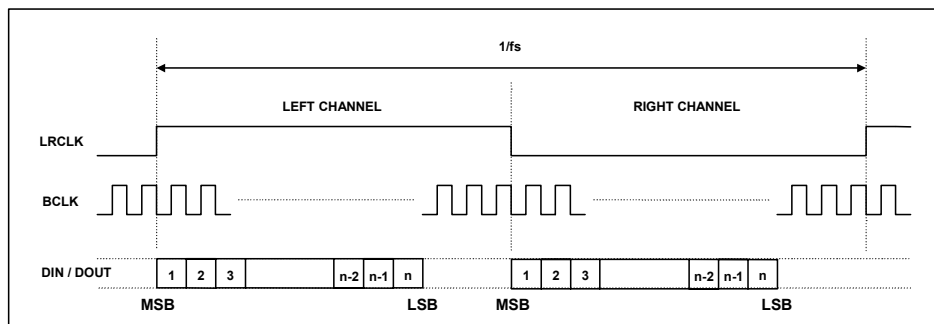 1/fs
LEFT CHANNEL RIGHT CHANNEL
LRCLK
BCLK
DIN / DOUT 1 2 3 n-2 n-1 n 1 2 3 n-2 n-1 n
MSB LSB MSB LSB